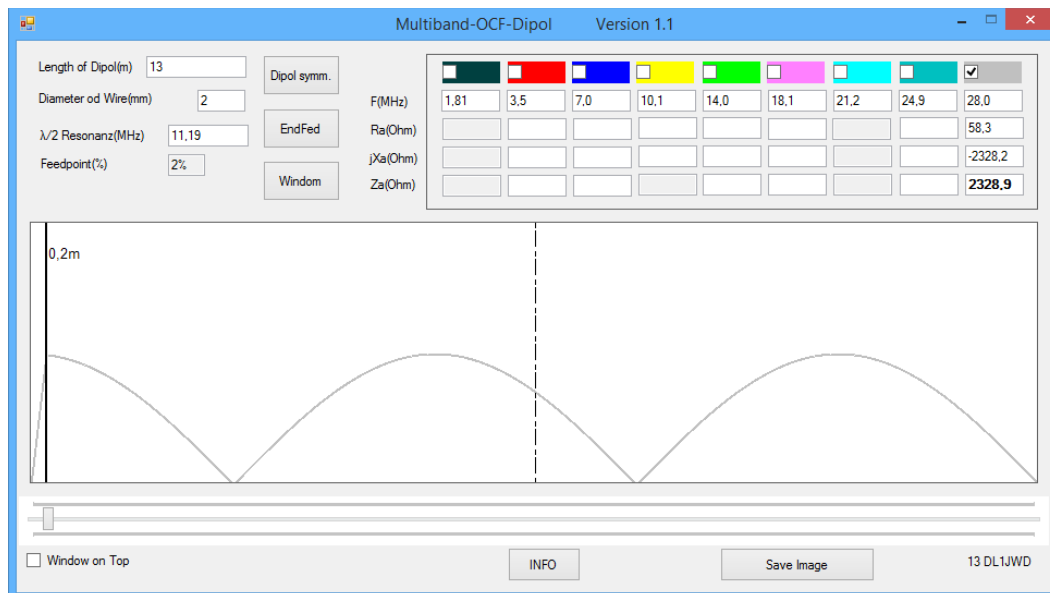 Multiband-OCF-Dipol Version 1.1
Length of Dipol(m) 13
Dipol symm.
Diameter od Wire(mm) 2
F(MHz) 1,81 3,5 7,0 10,1 14,0 18,1 21,2 24,9 28,0
λ/2 Resonanz(MHz) 11,19
EndFed
Ra(Ohm) 58,3
Feedpoint(%) 2%
jXa(Ohm) -2328,2
Windom
Za(Ohm) 2328,9
0,2m
Window on Top
INFO
Save Image
13 DL1JWD